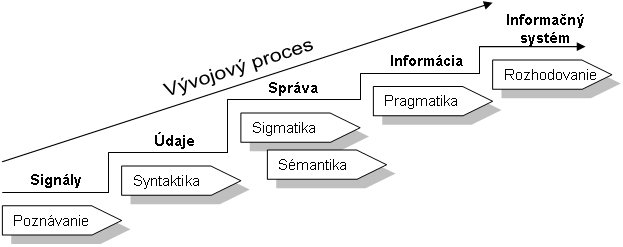 Vývojový proces
Signály
Poznávanie
Údaje
Syntaktika
Správa
Sigmatika
Sémantika
Informácia
Pragmatika
Informačný
systém
Rozhodovanie